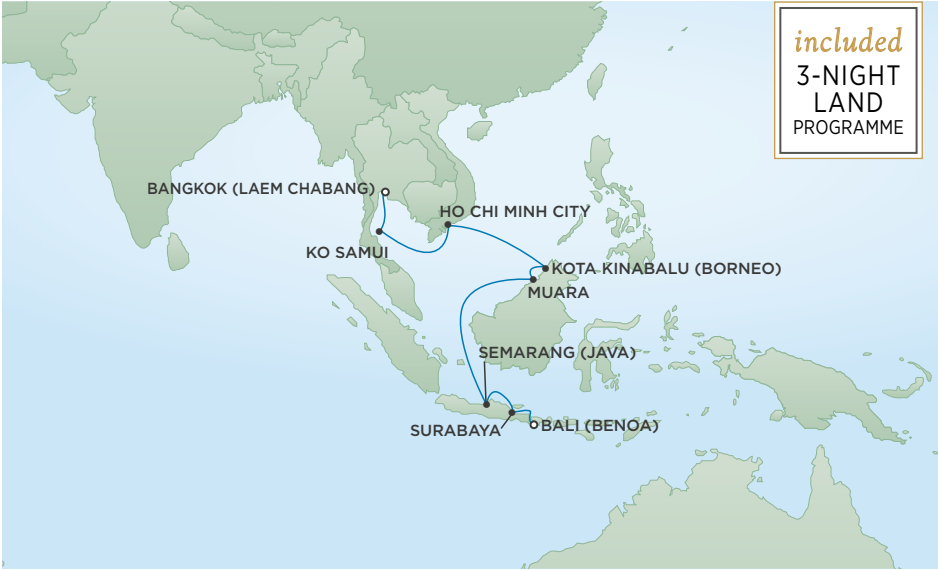 included
3-NIGHT
LAND
PROGRAMME
BANGKOK (LAEM CHABANG)
HO CHI MINH CITY
KO SAMUI
KOTA KINABALU (BORNEO)
MUARA
SEMARANG (JAVA)
SURABAYA
BALI (BENOA)